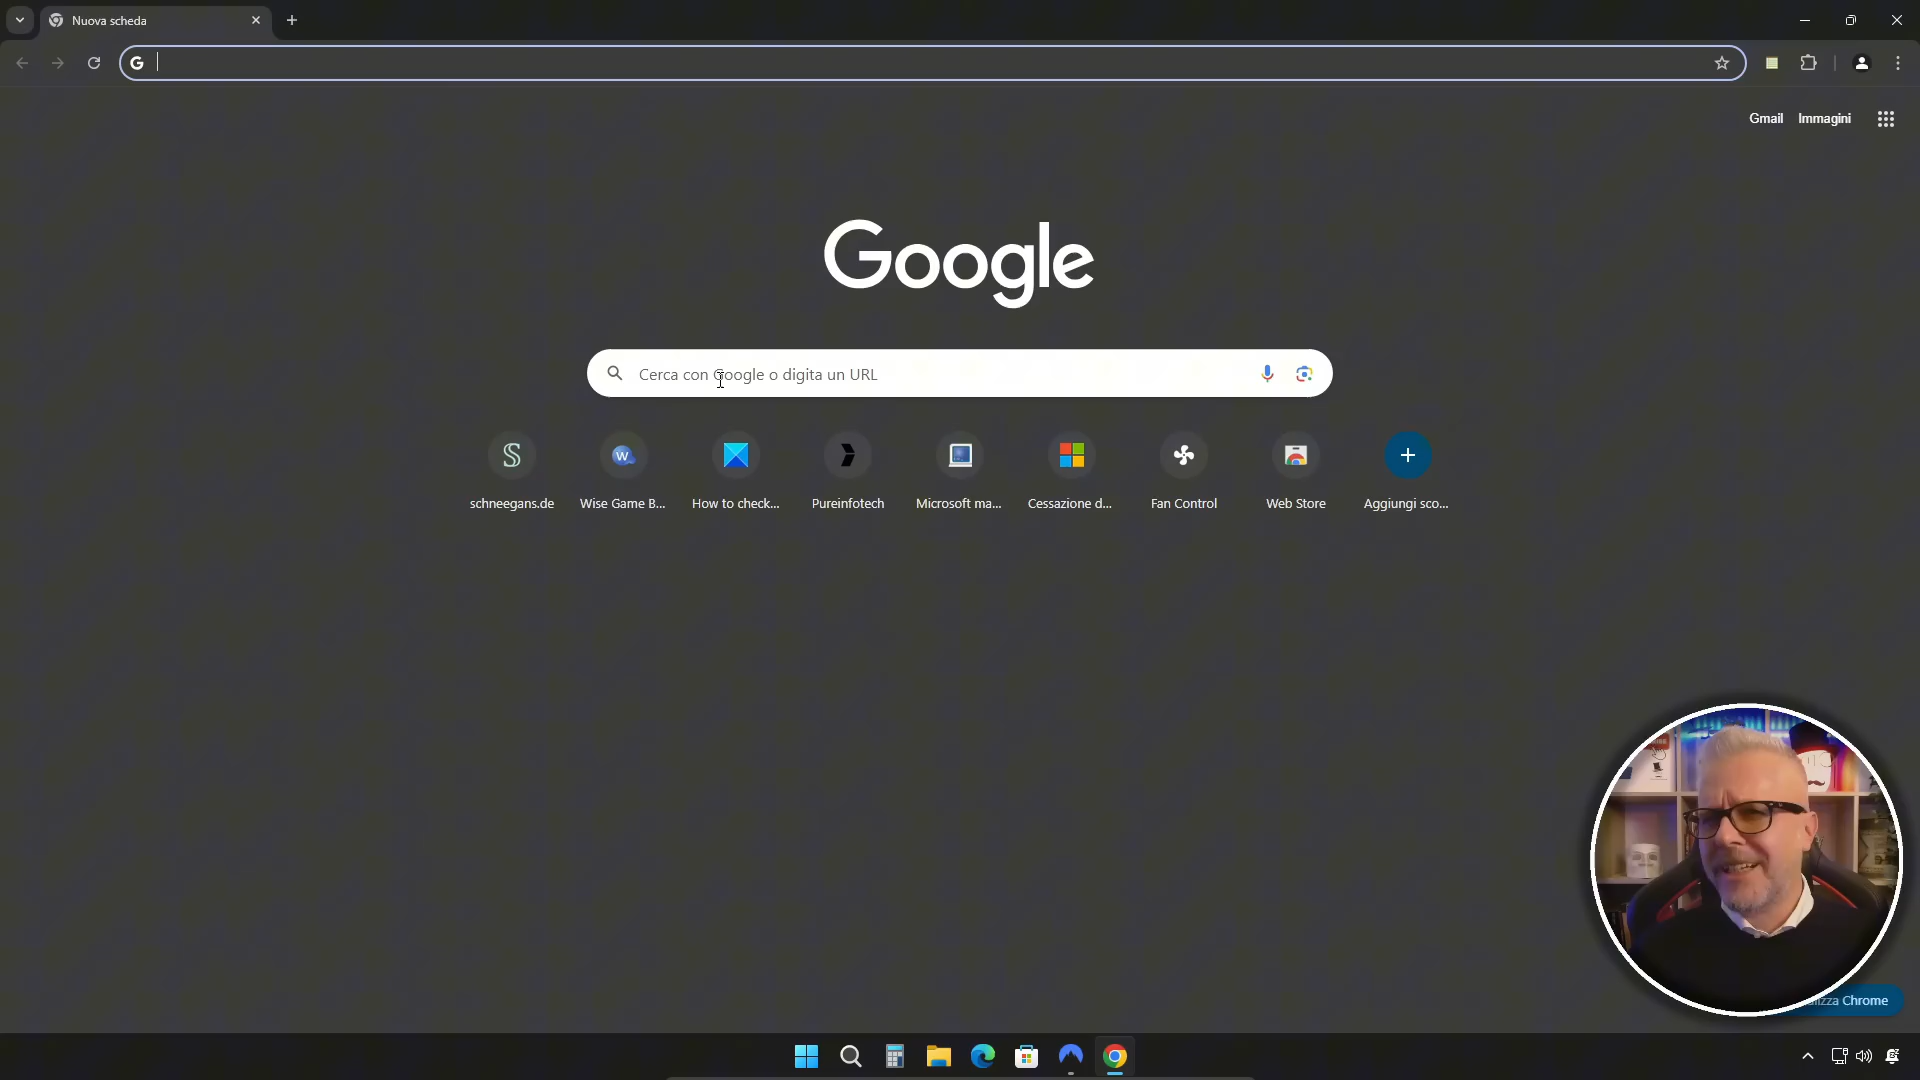 Nuova scheda
Gmail Immagini
Google
Cerca con Google o digita un URL
schneegans.de
Wise Game B...
How to check...
Pureinfotech
Microsoft ma...
Cessazione d...
Fan Control
Web Store
Aggiungi sco...
Chrome